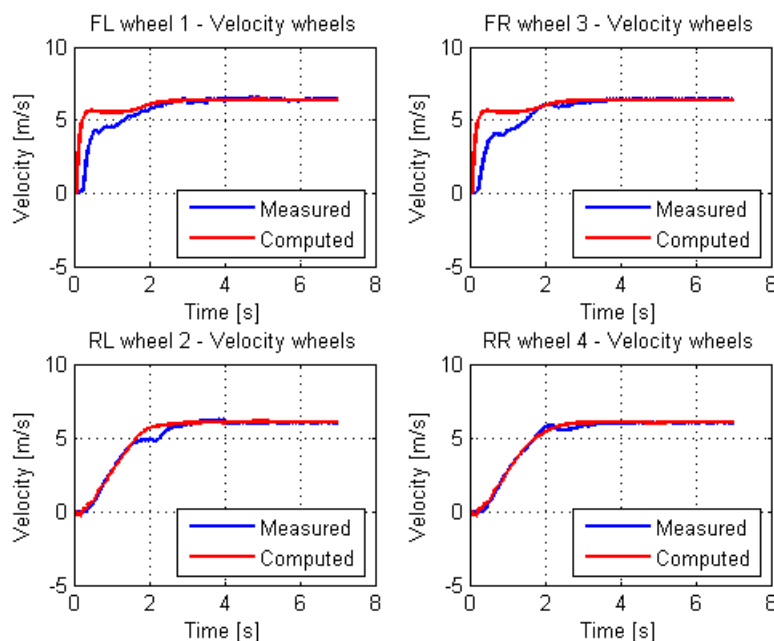 FL wheel 1 - Velocity wheels
10
5
0
-5
Velocity [m/s]
Measured
Computed
0 2 4 6 8
Time [s]
FR wheel 3 - Velocity wheels
10
5
0
-5
Velocity [m/s]
Measured
Computed
0 2 4 6 8
Time [s]
RL wheel 2 - Velocity wheels
10
5
0
-5
Velocity [m/s]
Measured
Computed
0 2 4 6 8
Time [s]
RR wheel 4 - Velocity wheels
10
5
0
-5
Velocity [m/s]
Measured
Computed
0 2 4 6 8
Time [s]